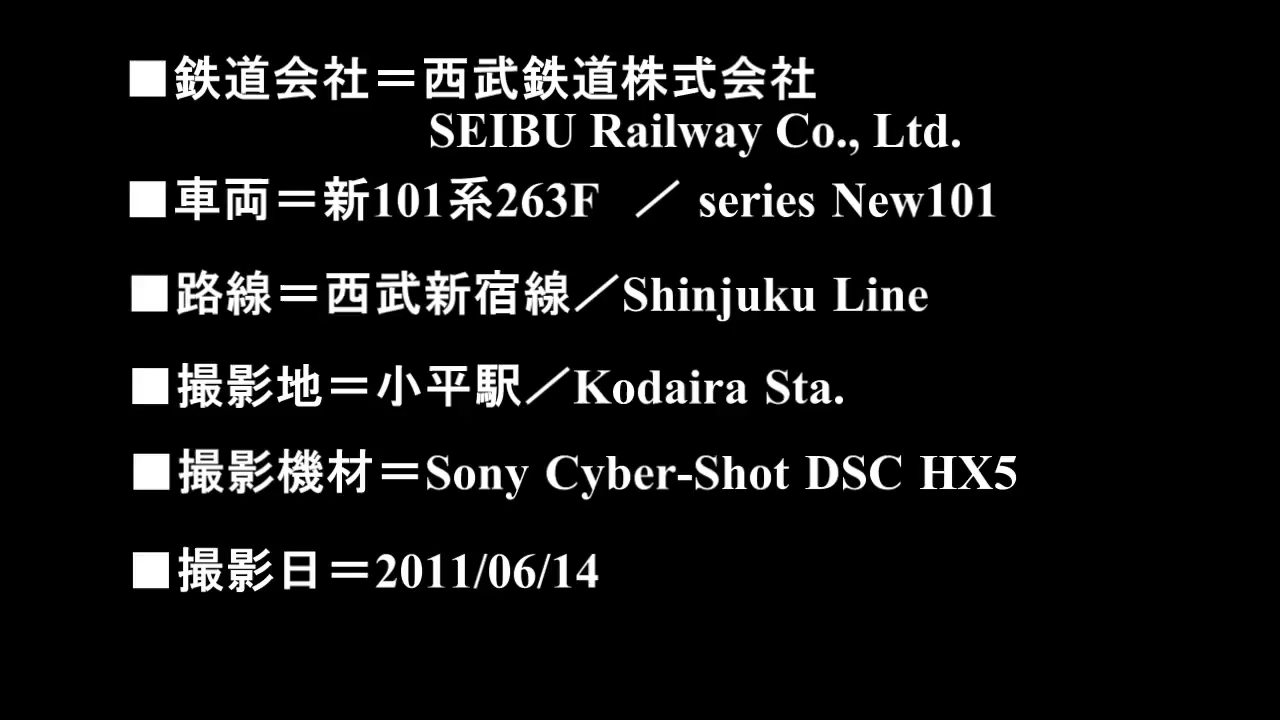 ■鉄道会社＝西武鉄道株式会社
SEIBU Railway Co., Ltd.
■車両＝新101系263F ／ series New101
■路線＝西武新宿線／Shinjuku Line
■撮影地＝小平駅／Kodaira Sta.
■撮影機材＝Sony Cyber-Shot DSC HX5
■撮影日＝2011/06/14